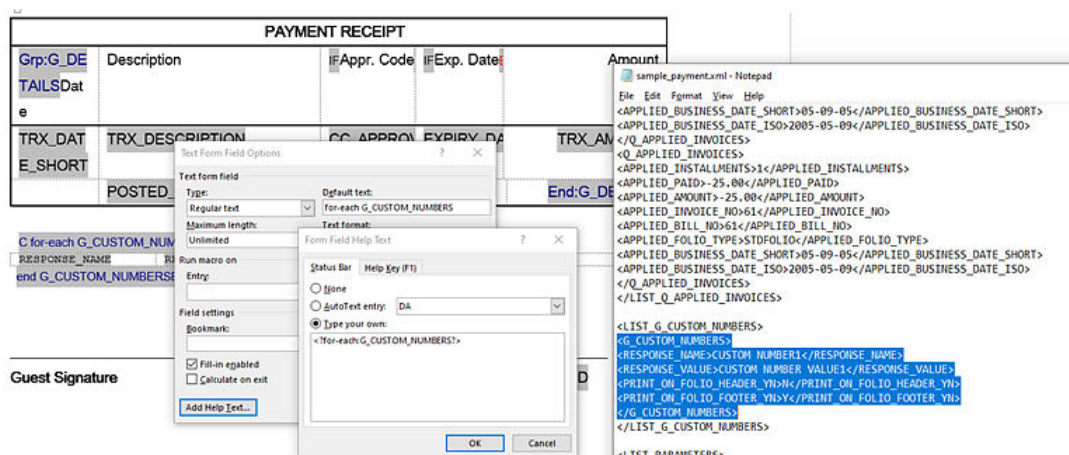 PAYMENT RECEIPT
Grp:G_DE
TAILSDat
e
Description
IFAppr. Code
IFExp. DateE
Amount
TRX_DAT
E_SHORT
TRX_DESCRIPTION
CC_APPROV
EXPIRY_DA
TRX_AM
POSTED_
End:G_DE
C for-each G_CUSTOM_NUM
RESPONSE_NAME
end G_CUSTOM_NUMBERSE
Guest Signature
D
Text Form Field Options
? ×
Text form field
Type:
Default text:
Regular text
for-each G_CUSTOM_NUMBERS
Maximum length:
Text format:
Unlimited
Run macro on
Entry:
Field settings
Bookmark:
Fill-in enabled
Calculate on exit
Add Help Text...
Form Field Help Text
? ×
Status Bar
Help Key (F1)
None
AutoText entry:
DA
Type your own:
<?for-each:G_CUSTOM_NUMBERS?>
OK
Cancel
sample_payment.xml - Notepad
File Edit Format View Help
<APPLIED_BUSINESS_DATE_SHORT>05-09-05</APPLIED_BUSINESS_DATE_SHORT>
<APPLIED_BUSINESS_DATE_ISO>2005-05-09</APPLIED_BUSINESS_DATE_ISO>
</Q_APPLIED_INVOICES>
<Q_APPLIED_INVOICES>
<APPLIED_INSTALLMENTS>1</APPLIED_INSTALLMENTS>
<APPLIED_PAID>-25.00</APPLIED_PAID>
<APPLIED_AMOUNT>-25.00</APPLIED_AMOUNT>
<APPLIED_INVOICE_NO>61</APPLIED_INVOICE_NO>
<APPLIED_BILL_NO>61</APPLIED_BILL_NO>
<APPLIED_FOLIO_TYPE>STDFOLIO</APPLIED_FOLIO_TYPE>
<APPLIED_BUSINESS_DATE_SHORT>05-09-05</APPLIED_BUSINESS_DATE_SHORT>
<APPLIED_BUSINESS_DATE_ISO>2005-05-09</APPLIED_BUSINESS_DATE_ISO>
</Q_APPLIED_INVOICES>
</LIST_Q_APPLIED_INVOICES>
<LIST_G_CUSTOM_NUMBERS>
<G_CUSTOM_NUMBERS>
<RESPONSE_NAME>CUSTOM NUMBER1</RESPONSE_NAME>
<RESPONSE_VALUE>CUSTOM NUMBER VALUE1</RESPONSE_VALUE>
<PRINT_ON_FOLIO_HEADER_YN>N</PRINT_ON_FOLIO_HEADER_YN>
<PRINT_ON_FOLIO_FOOTER_YN>Y</PRINT_ON_FOLIO_FOOTER_YN>
</G_CUSTOM_NUMBERS>
</LIST_G_CUSTOM_NUMBERS>
<LIST_PARAMETERS>